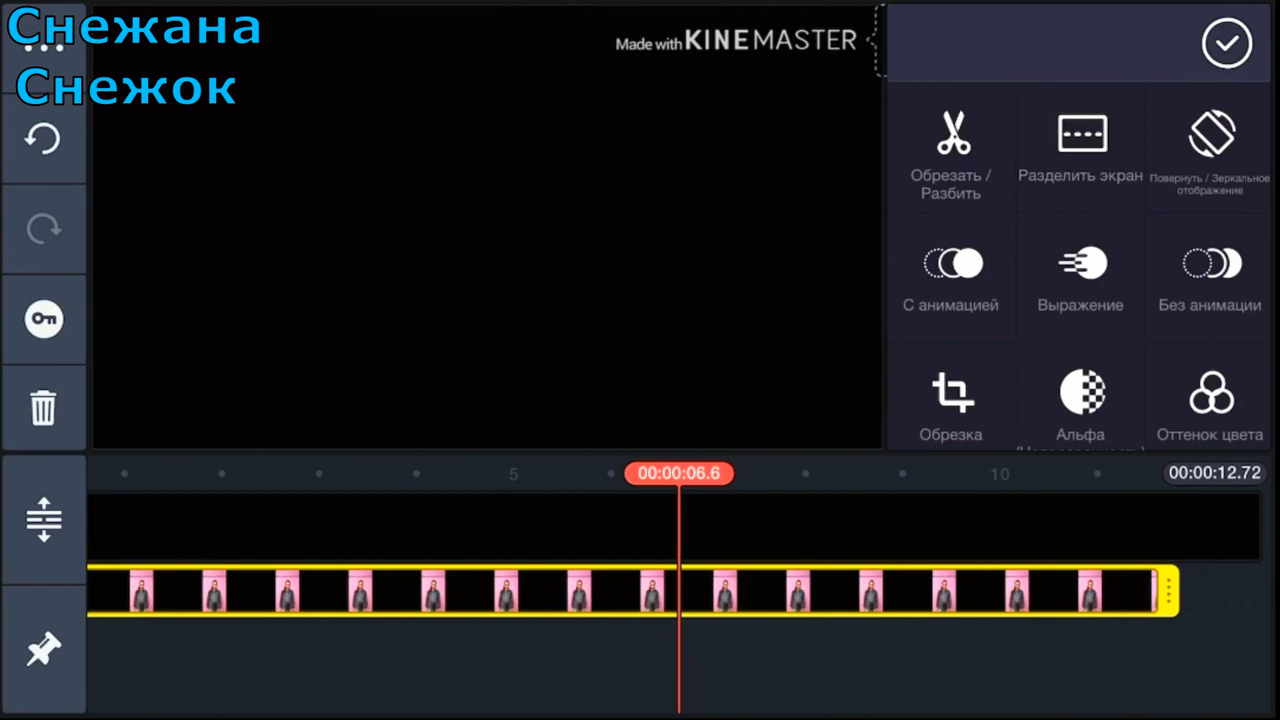 Снежана
Снежок
Made with KINEMASTER
Обрезать /
Разбить
Разделить экран
Повернуть / Зеркальное
отображение
С анимацией
Выражение
Без анимации
Обрезка
Альфа
Оттенок цвета
5
00:00:06.6
10
00:00:12.72